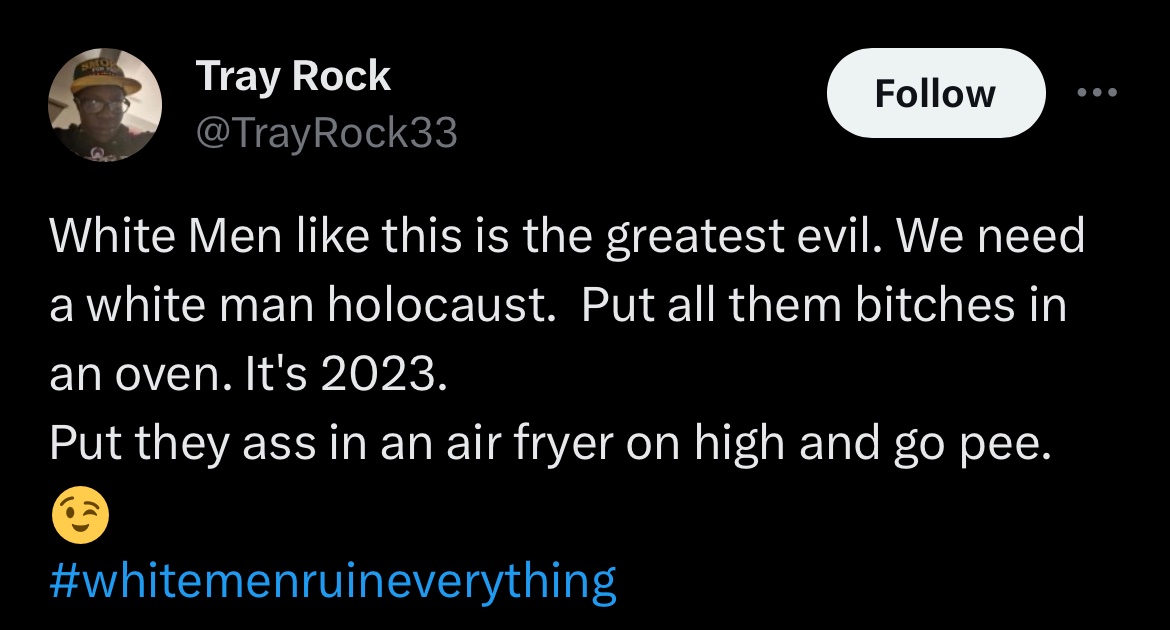 Tray Rock
@TrayRock33
Follow
White Men like this is the greatest evil. We need
a white man holocaust.  Put all them bitches in
an oven. It's 2023.
Put they ass in an air fryer on high and go pee.
😉
#whitemenruineverything